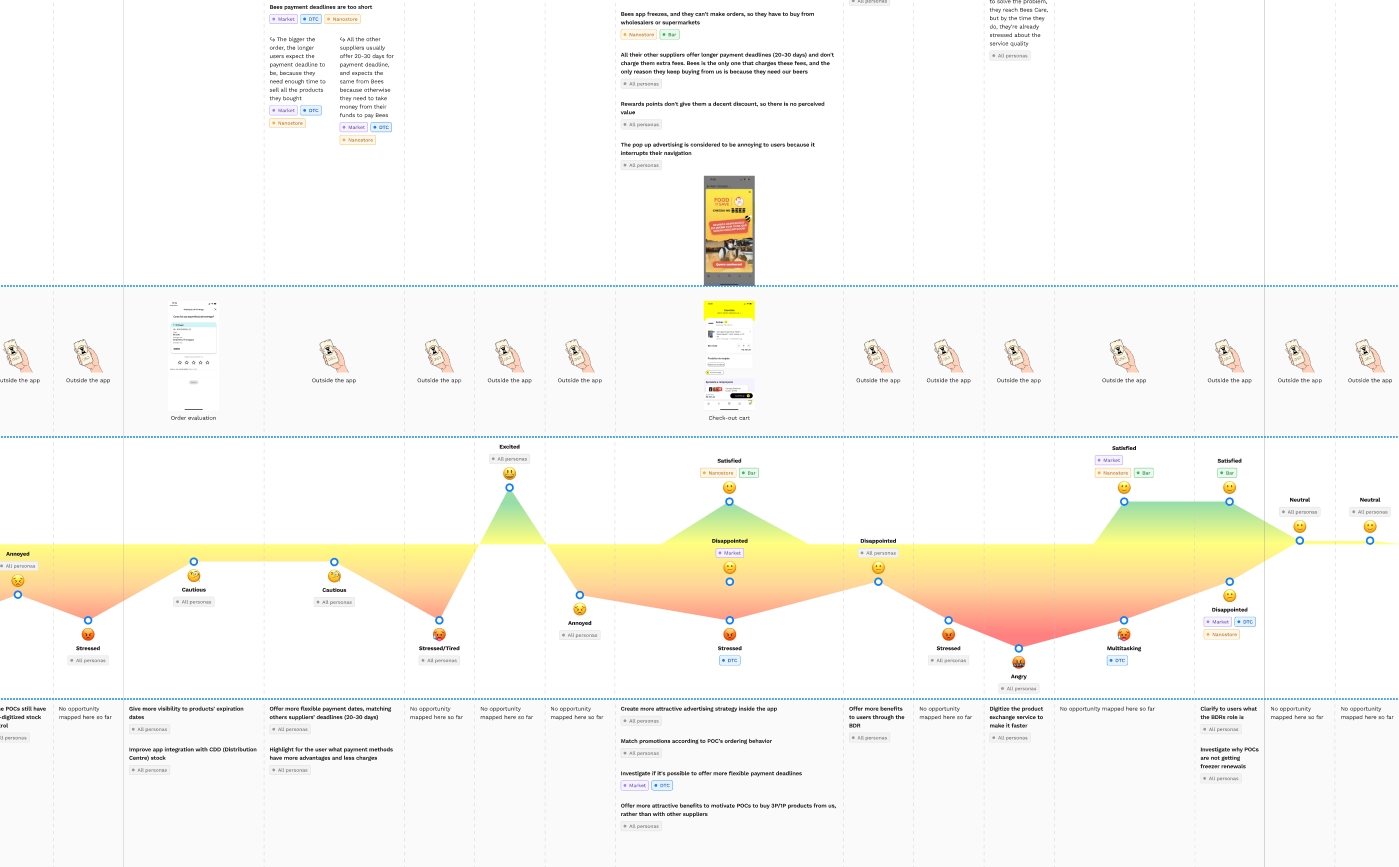 Bees payment deadlines are too short
Market DTC Nanostore
↪ The bigger the
order, the longer
users expect the
payment deadline to
be, because they
need enough time to
sell all the products
they bought
Market DTC
Nanostore
↪ All the other
suppliers usually
offer 20-30 days for
payment deadline,
and expects the
same from Bees
because otherwise
they need to take
money from their
funds to pay Bees
Market DTC
Nanostore
Bees app freezes, and they can't make orders, so they have to buy from
wholesalers or supermarkets
Nanostore Bar
All their other suppliers offer longer payment deadlines (20-30 days) and don't
charge them extra fees. Bees is the only one that charges these fees, and the
only reason they keep buying from us is because they need our beers
All personas
Rewards points don't give them a decent discount, so there is no perceived
value
All personas
The pop up advertising is considered to be annoying to users because it
interrupts their navigation
All personas
FOOD
All personas
to solve the problem,
they reach Bees Care,
but by the time they
do, they're already
stressed about the
service quality
All personas
utside the app
Outside the app
Order evaluation
Outside the app
Outside the app
Outside the app
Outside the app
Check-out cart
Outside the app
Outside the app
Outside the app
Outside the app
Outside the app
Outside the app
Outside the app
Annoyed
All personas
Stressed
All personas
Cautious
All personas
Cautious
All personas
Stressed/Tired
All personas
Excited
All personas
Annoyed
All personas
Satisfied
Nanostore Bar
Disappointed
Market
Stressed
DTC
Disappointed
All personas
Stressed
All personas
Angry
All personas
Satisfied
Market
Nanostore Bar
Multitasking
DTC
Satisfied
Bar
Disappointed
Market DTC
Nanostore
Neutral
All personas
Neutral
All personas
e POCs still have
-digitized stock
rol
ll personas
No opportunity
mapped here so far
Give more visibility to products' expiration
dates
All personas
Improve app integration with CDD (Distribution
Centre) stock
All personas
Offer more flexible payment dates, matching
others suppliers' deadlines (20-30 days)
All personas
Highlight for the user what payment methods
have more advantages and less charges
All personas
No opportunity
mapped here so far
No opportunity
mapped here so far
No opportunity
mapped here so far
Create more attractive advertising strategy inside the app
All personas
Match promotions according to POC's ordering behavior
All personas
Investigate if it's possible to offer more flexible payment deadlines
Market DTC
Offer more attractive benefits to motivate POCs to buy 3P/1P products from us,
rather than with other suppliers
All personas
Offer more benefits
to users through the
BDR
All personas
No opportunity
mapped here so far
Digitize the product
exchange service to
make it faster
All personas
No opportunity mapped here so far
Clarify to users what
the BDRs role is
All personas
Investigate why POCs
are not getting
freezer renewals
All personas
No opportunity
mapped here so far
No opportunity
mapped here so far